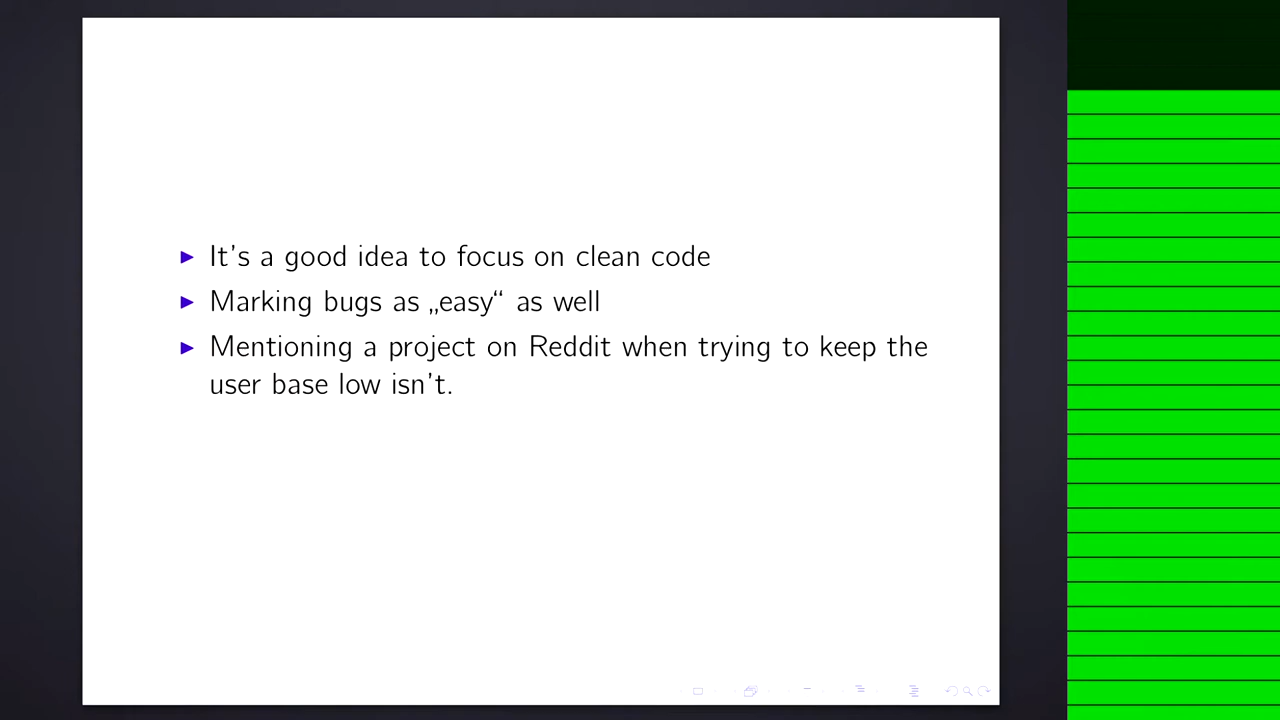 It's a good idea to focus on clean code
Marking bugs as „easy“ as well
Mentioning a project on Reddit when trying to keep the
user base low isn't.